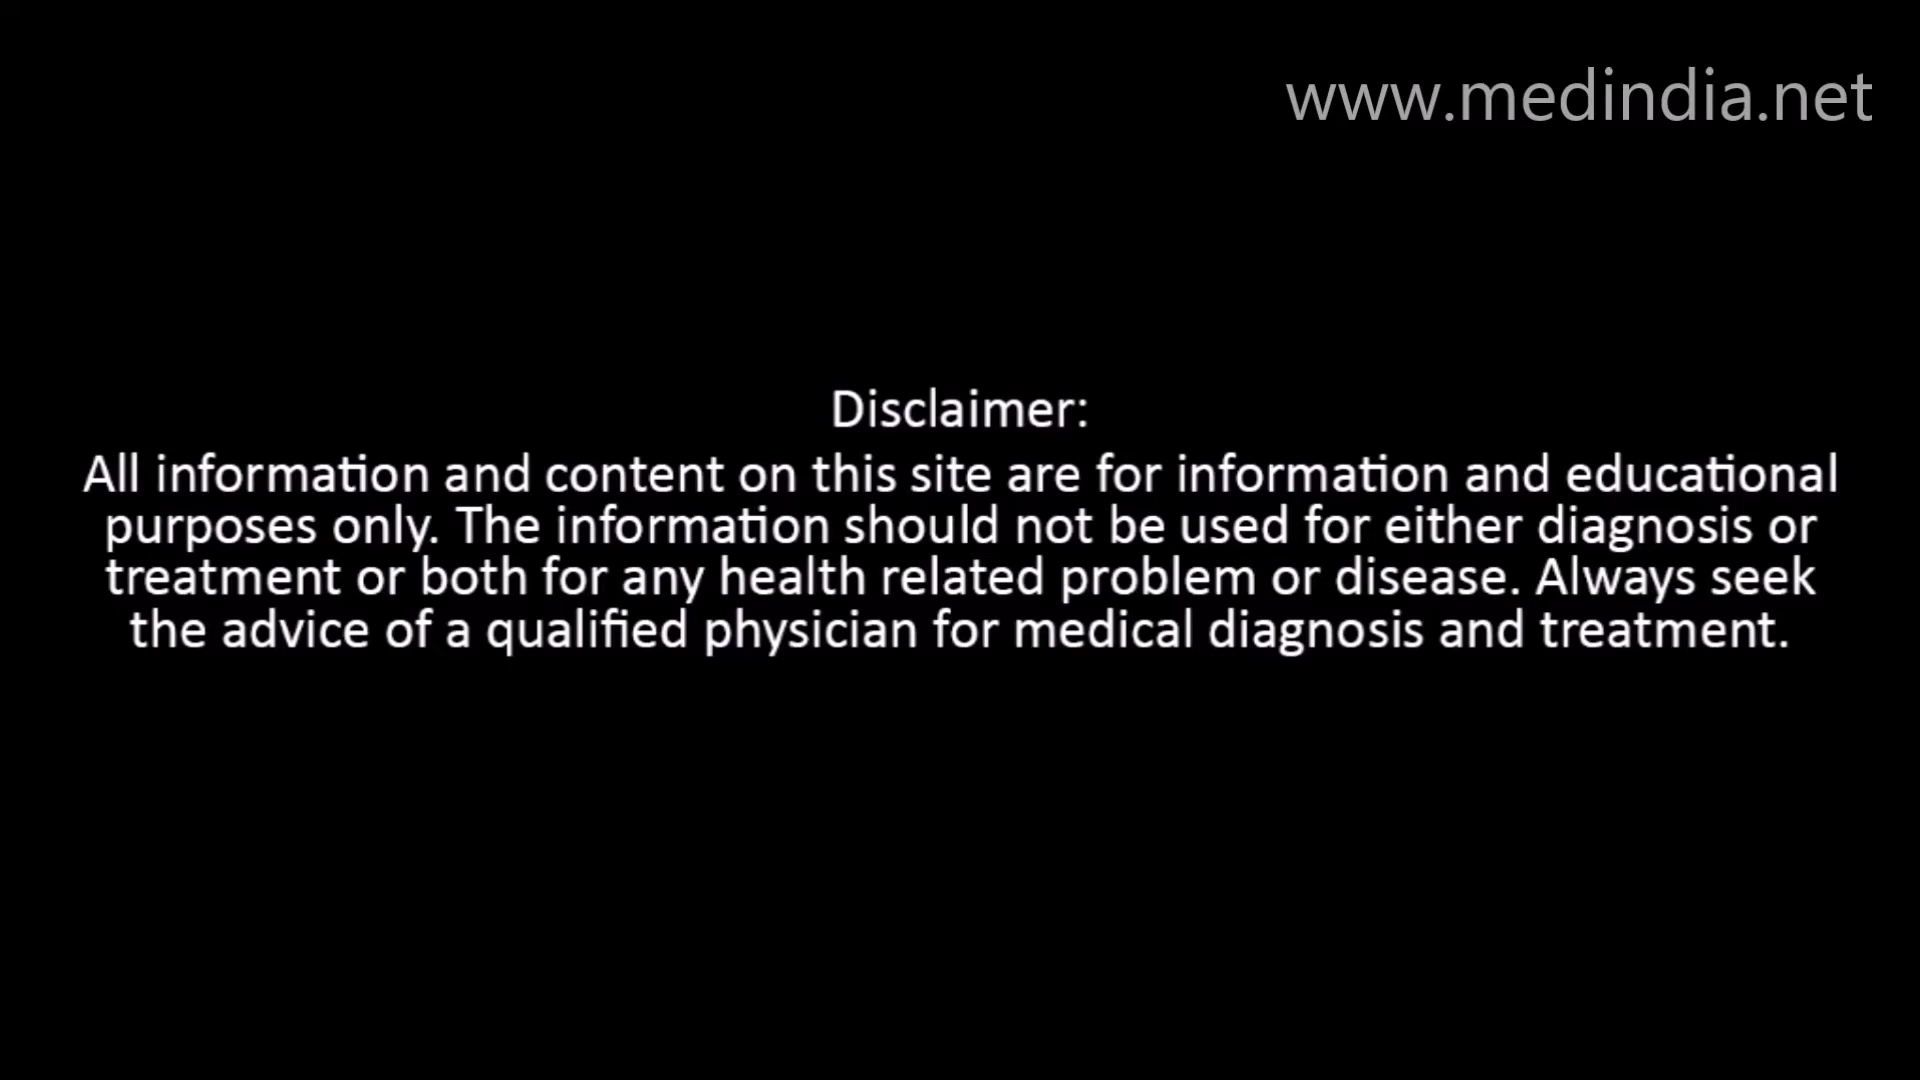 www.medindia.net
Disclaimer:
All information and content on this site are for information and educational
purposes only. The information should not be used for either diagnosis or
treatment or both for any health related problem or disease. Always seek
the advice of a qualified physician for medical diagnosis and treatment.